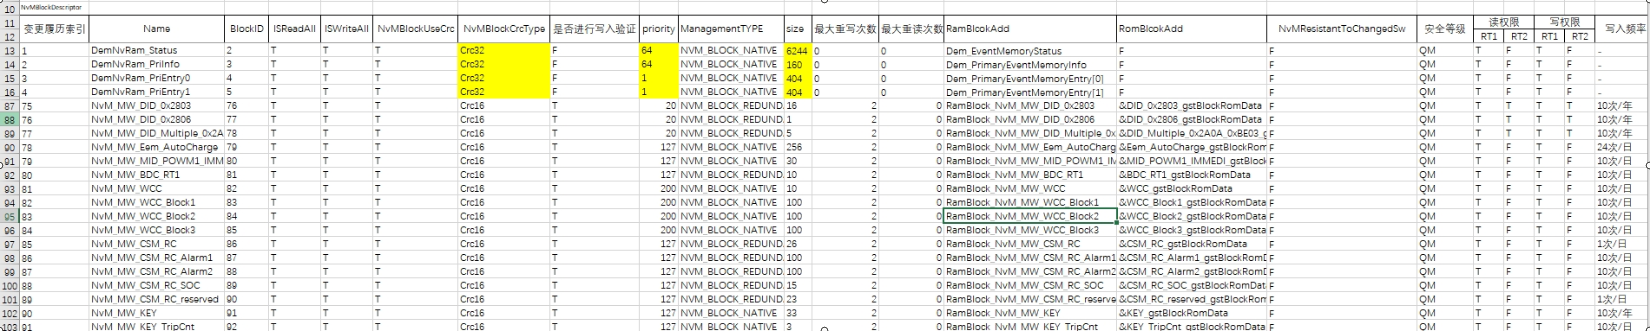 10 NvMBlockDescriptor
11 12 变更履历索引 Name BlockID ISReadAll ISWriteAll NvMBlockUseCrc NvMBlockCrcType 是否进行写入验证 priority ManagementTYPE size 最大重写次数 最大重读次数 RamBlcokAdd RomBlcokAdd NvMResistantToChangedSw 安全等级 读权限 写权限 写入频率
RT1 RT2 RT1 RT2
13 1 DemNvRam_Status 2 T T T Crc32 F 64 NVM_BLOCK_NATIVE 6244 0 0 Dem_EventMemoryStatus F F QM T F T F -
14 2 DemNvRam_PriInfo 3 T T T Crc32 F 64 NVM_BLOCK_NATIVE 160 0 0 Dem_PrimaryEventMemoryInfo F F QM T F T F -
15 3 DemNvRam_PriEntry0 4 T T T Crc32 F 1 NVM_BLOCK_NATIVE 404 0 0 Dem_PrimaryEventMemoryEntry[0] F F QM T F T F -
16 4 DemNvRam_PriEntry1 5 T T T Crc32 F 1 NVM_BLOCK_NATIVE 404 0 0 Dem_PrimaryEventMemoryEntry[1] F F QM T F T F -
87 75 NvM_MW_DID_0x2803 76 T T T Crc16 T 20 NVM_BLOCK_REDUND. 16 2 0 RamBlock_NvM_MW_DID_0x2803 &DID_0x2803_gstBlockRomData F QM T T T T 10次/年
88 76 NvM_MW_DID_0x2806 77 T T T Crc16 T 20 NVM_BLOCK_REDUND. 1 2 0 RamBlock_NvM_MW_DID_0x2806 &DID_0x2806_gstBlockRomData F QM T T T T 10次/年
89 77 NvM_MW_DID_Multiple_0x2A 78 T T T Crc16 T 20 NVM_BLOCK_REDUND. 5 2 0 RamBlock_NvM_MW_DID_Multiple_0x &DID_Multiple_0x2A0A_0xBE03_g F QM T T T T 10次/年
90 78 NvM_MW_Eem_AutoCharge 79 T T T Crc16 T 127 NVM_BLOCK_REDUND. 256 2 0 RamBlock_NvM_MW_Eem_AutoCharg &Eem_AutoCharge_gstBlockRom F QM T F T F 24次/日
91 79 NvM_MW_MID_POWM1_IMM 80 T T T Crc16 T 127 NVM_BLOCK_NATIVE 30 2 0 RamBlock_NvM_MW_MID_POWM1_IM &MID_POWM1_IMMEDI_gstBlock F QM T F T F 10次/日
92 80 NvM_MW_BDC_RT1 81 T T T Crc16 T 127 NVM_BLOCK_REDUND. 10 2 0 RamBlock_NvM_MW_BDC_RT1 &BDC_RT1_gstBlockRomData F QM T F T F 10次/日
93 81 NvM_MW_WCC 82 T T T Crc16 T 200 NVM_BLOCK_NATIVE 10 2 0 RamBlock_NvM_MW_WCC &WCC_gstBlockRomData F QM T F T F 10次/日
94 82 NvM_MW_WCC_Block1 83 T T T Crc16 T 200 NVM_BLOCK_NATIVE 100 2 0 RamBlock_NvM_MW_WCC_Block1 &WCC_Block1_gstBlockRomData F QM T F T F 10次/日
95 83 NvM_MW_WCC_Block2 84 T T T Crc16 T 200 NVM_BLOCK_NATIVE 100 2 0 RamBlock_NvM_MW_WCC_Block2 &WCC_Block2_gstBlockRomData F QM T F T F 10次/日
96 84 NvM_MW_WCC_Block3 85 T T T Crc16 T 200 NVM_BLOCK_NATIVE 100 2 0 RamBlock_NvM_MW_WCC_Block3 &WCC_Block3_gstBlockRomData F QM T F T F 10次/日
97 85 NvM_MW_CSM_RC 86 T T T Crc16 T 127 NVM_BLOCK_REDUND. 26 2 0 RamBlock_NvM_MW_CSM_RC &CSM_RC_gstBlockRomData F QM T F T F 1次/日
98 86 NvM_MW_CSM_RC_Alarm1 87 T T T Crc16 T 127 NVM_BLOCK_REDUND. 100 2 0 RamBlock_NvM_MW_CSM_RC_Alarm1 &CSM_RC_Alarm1_gstBlockRomD F QM T F T F 10次/日
99 87 NvM_MW_CSM_RC_Alarm2 88 T T T Crc16 T 127 NVM_BLOCK_REDUND. 100 2 0 RamBlock_NvM_MW_CSM_RC_Alarm2 &CSM_RC_Alarm2_gstBlockRomD F QM T F T F 10次/日
100 88 NvM_MW_CSM_RC_SOC 89 T T T Crc16 T 127 NVM_BLOCK_REDUND. 15 2 0 RamBlock_NvM_MW_CSM_RC_SOC &CSM_RC_SOC_gstBlockRomDat F QM T F T F 10次/日
101 89 NvM_MW_CSM_RC_reserved 90 T T T Crc16 T 127 NVM_BLOCK_REDUND. 23 2 0 RamBlock_NvM_MW_CSM_RC_reserve &CSM_RC_reserved_gstBlockRom F QM T F T F 1次/日
102 90 NvM_MW_KEY 91 T T T Crc16 T 127 NVM_BLOCK_NATIVE 33 2 0 RamBlock_NvM_MW_KEY &KEY_gstBlockRomData F QM T F T F 10次/年
103 91 NvM_MW_KEY_TripCnt 92 T T T Crc16 T 127 NVM_BLOCK_NATIVE 3 2 0 RamBlock_NvM_MW_KEY_TripCnt &KEY_TripCnt_gstBlockRomData F QM T F T F 10次/日